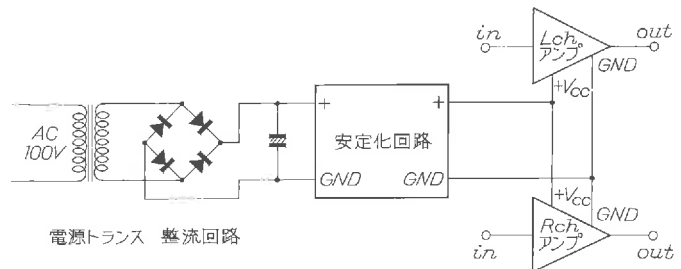 AC
100V
電源トランス 整流回路
+ +
安定化回路
GND GND
in
Lch.
アンプ
out
GND
+Vcc
+Vcc
GND
in
Rch.
アンプ
out